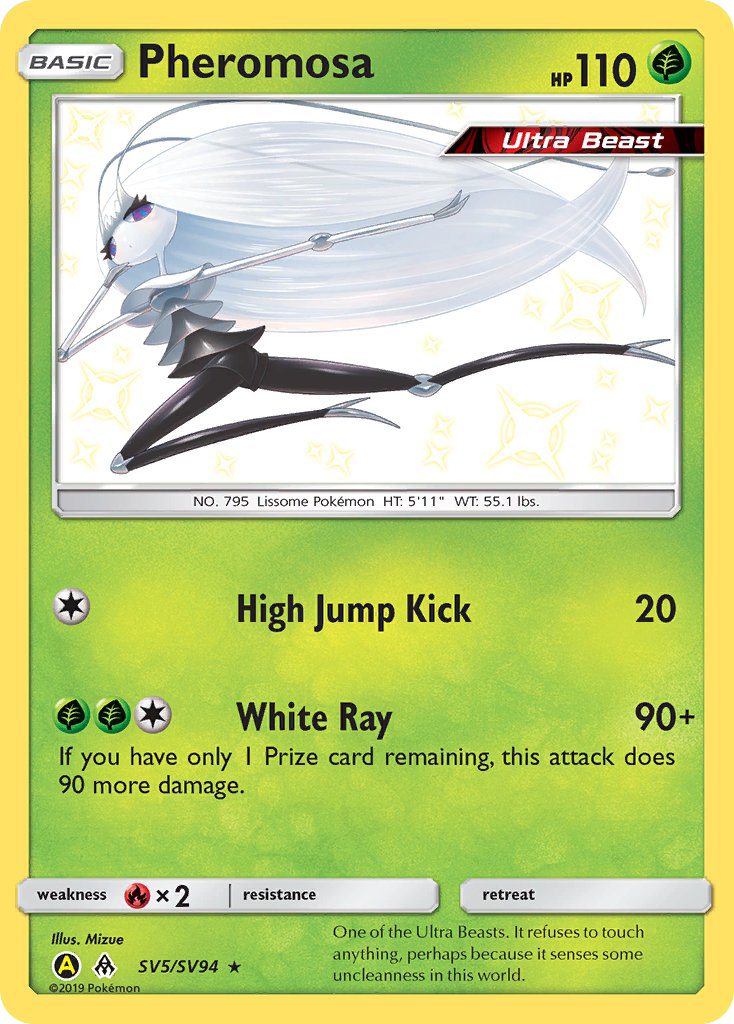 BASIC
Pheromosa
HP 110
Ultra Beast
NO. 795 Lissome Pokémon HT: 5'11" WT: 55.1 lbs.
High Jump Kick 20
White Ray 90+
If you have only 1 Prize card remaining, this attack does
90 more damage.
weakness ×2 resistance retreat
Illus. Mizue
One of the Ultra Beasts. It refuses to touch
anything, perhaps because it senses some
uncleanness in this world.
A SV5/SV94 ★
©2019 Pokémon